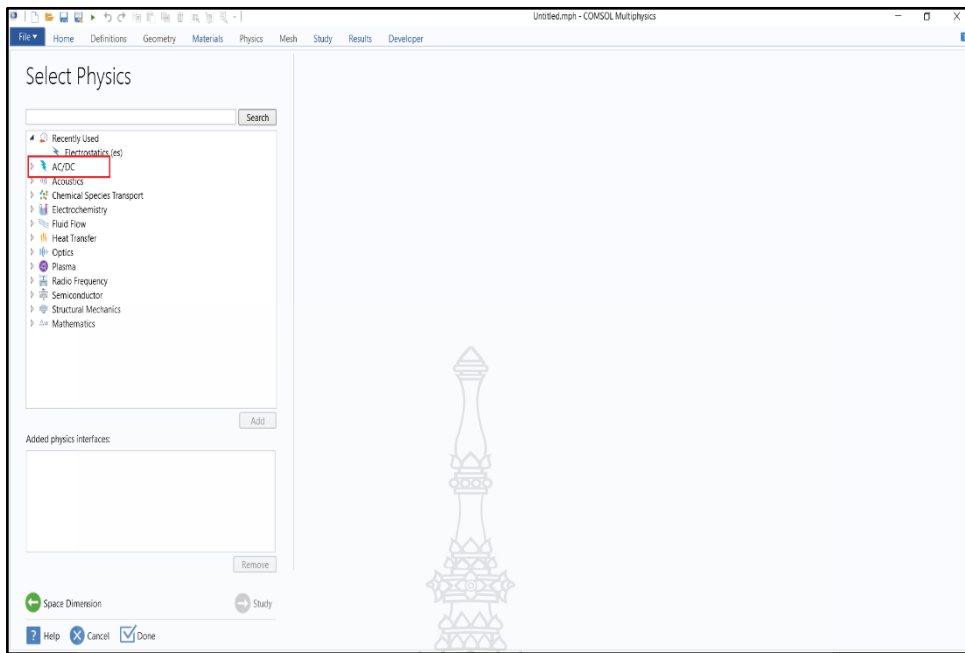 Untitled.mph - COMSOL Multiphysics
File Home Definitions Geometry Materials Physics Mesh Study Results Developer
Select Physics
Search
Recently Used
Electrostatics (es)
AC/DC
Acoustics
Chemical Species Transport
Electrochemistry
Fluid Flow
Heat Transfer
Optics
Plasma
Radio Frequency
Semiconductor
Structural Mechanics
Mathematics
Add
Added physics interfaces:
Remove
Space Dimension
Study
Help Cancel Done